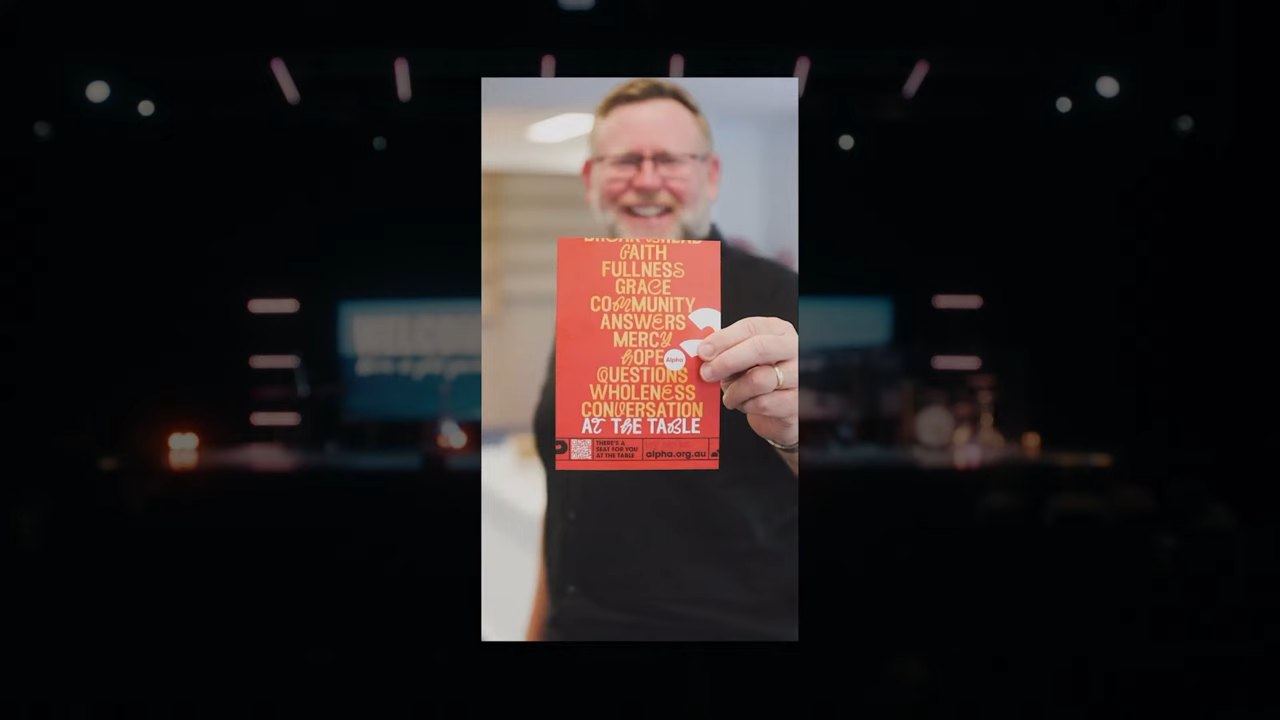 WELCOME
FAITH
FULLNESS
GRACE
COMMUNITY
ANSWERS
MERCY
HOPE
Alpha
QUESTIONS
WHOLENESS
CONVERSATION
AT THE TABLE
THERE'S A
SEAT FOR YOU
AT THE TABLE
alpha.org.au